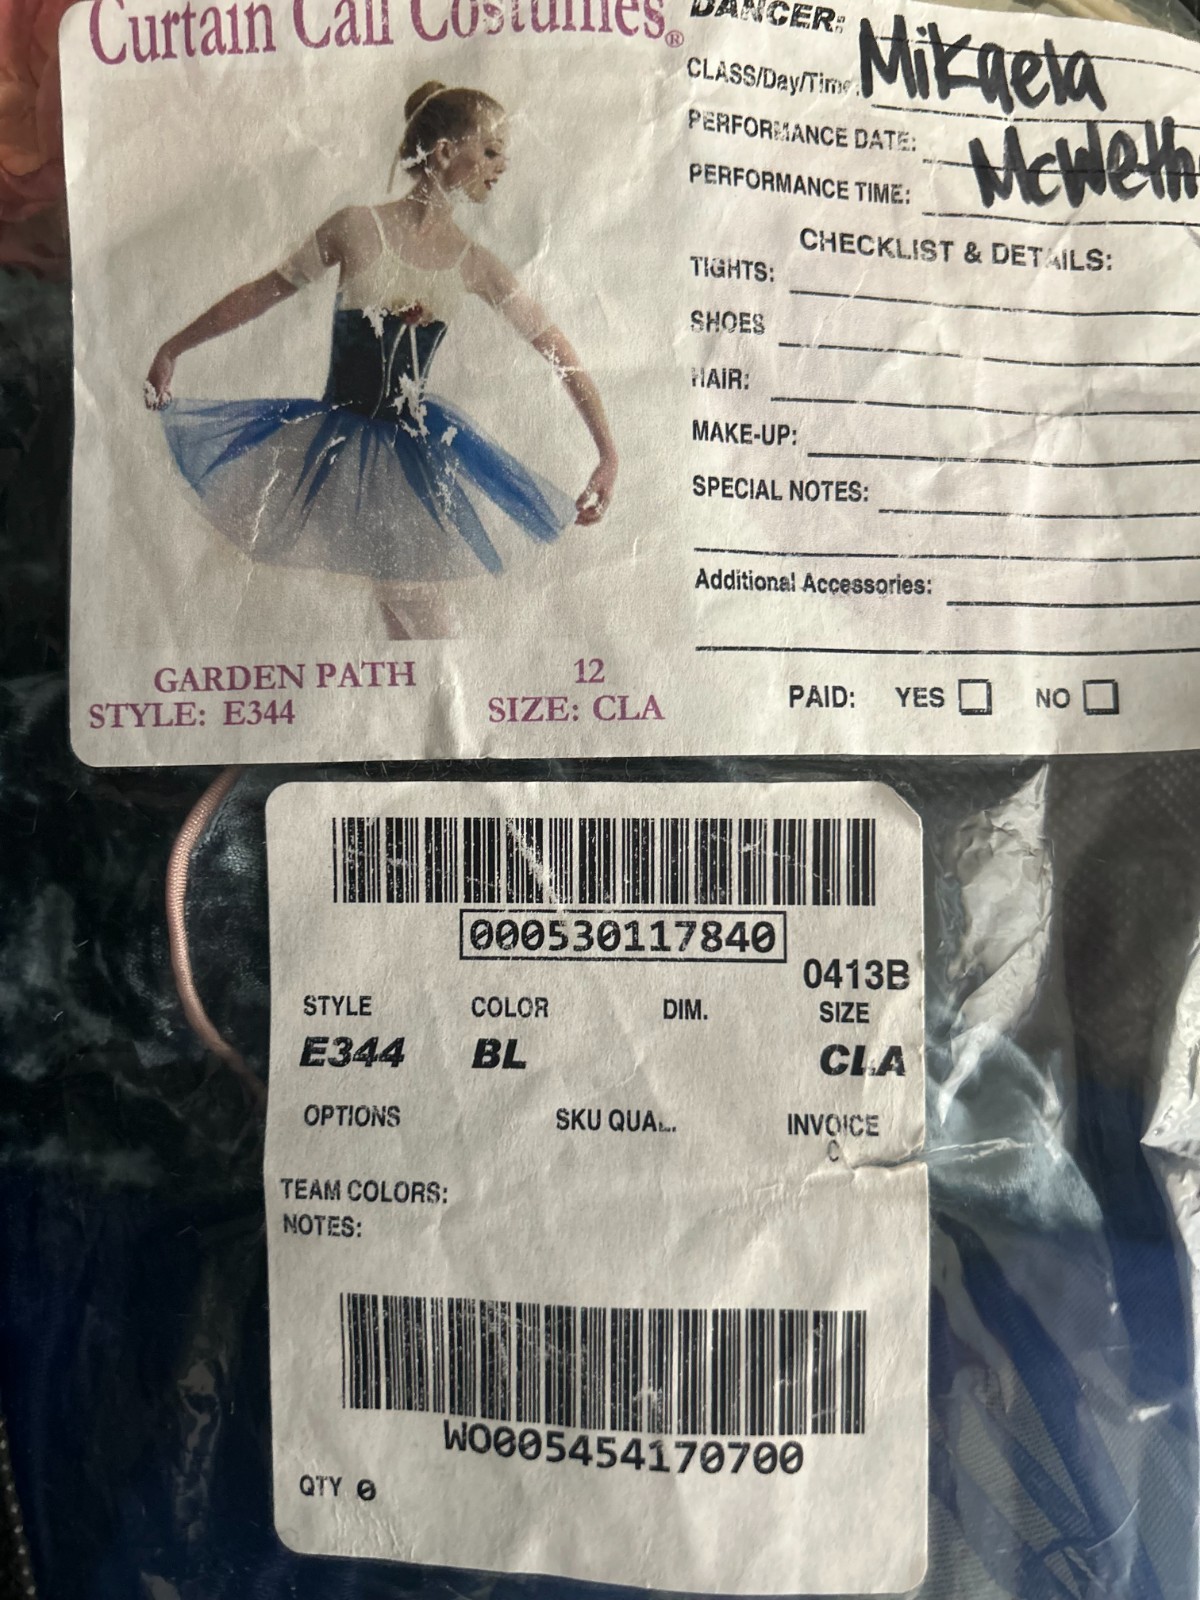 Curtain Call Costumes®
DANCER: Mikaela
CLASS/Day/Time:
PERFORMANCE DATE:
PERFORMANCE TIME:
CHECKLIST & DETAILS:
TIGHTS:
SHOES
HAIR:
MAKE-UP:
SPECIAL NOTES:
Additional Accessories:
PAID: YES NO
GARDEN PATH 12
STYLE: E344 SIZE: CLA
000530117840
0413B
STYLE COLOR DIM. SIZE
E344 BL CLA
OPTIONS SKU QUAL. INVOICE
C
TEAM COLORS:
NOTES:
WO005454170700
QTY 0